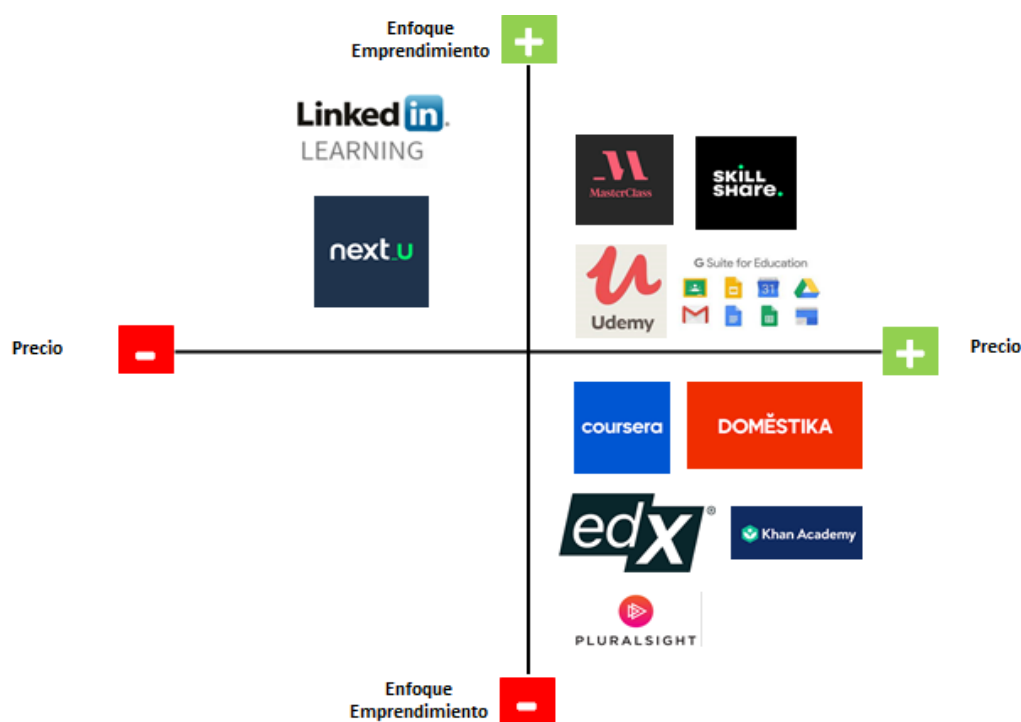 Enfoque
Emprendimiento
+
Linked in.
LEARNING
MasterClass
SKiLL
SHare.
next_u
Udemy
G Suite for Education
31
Precio
-
+
Precio
coursera
DOMĚSTIKA
edX®
Khan Academy
PLURALSIGHT
Enfoque
Emprendimiento
-